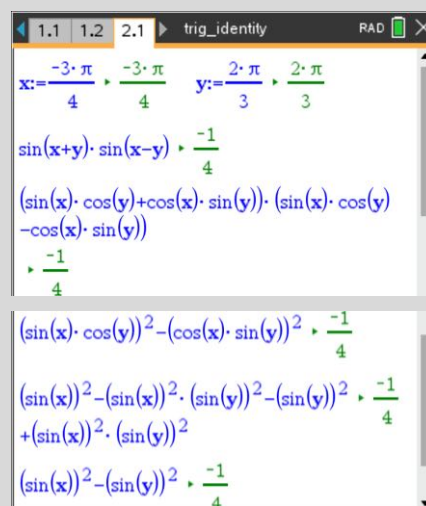 1.1 1.2 2.1 trig_identity RAD
x:=-3·π/4 ▸ -3·π/4 y:=2·π/3 ▸ 2·π/3
sin(x+y)·sin(x−y) ▸ -1/4
(sin(x)·cos(y)+cos(x)·sin(y))·(sin(x)·cos(y)
−cos(x)·sin(y))
▸ -1/4
(sin(x)·cos(y))²−(cos(x)·sin(y))² ▸ -1/4
(sin(x))²−(sin(x))²·(sin(y))²−(sin(y))² ▸ -1/4
+(sin(x))²·(sin(y))²
(sin(x))²−(sin(y))² ▸ -1/4